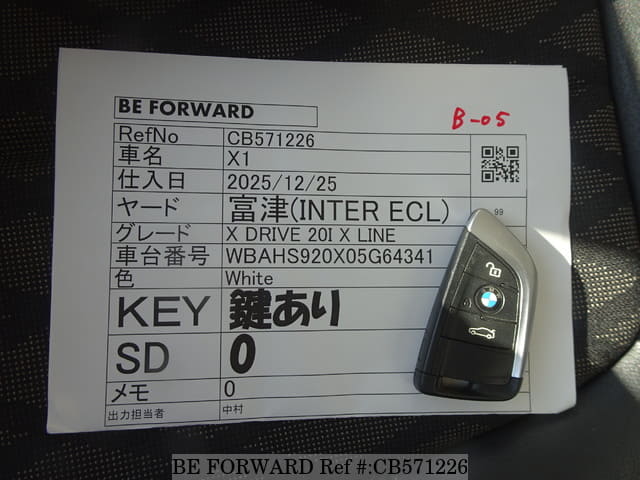 BE FORWARD
B-05
RefNo CB571226
車名 X1
仕入日 2025/12/25
ヤード 富津(INTER ECL)
99
グレード X DRIVE 20I X LINE
車台番号 WBAHS920X05G64341
色 White
KEY 鍵あり
SD 0
メモ 0
出力担当者 中村
BE FORWARD Ref #:CB571226